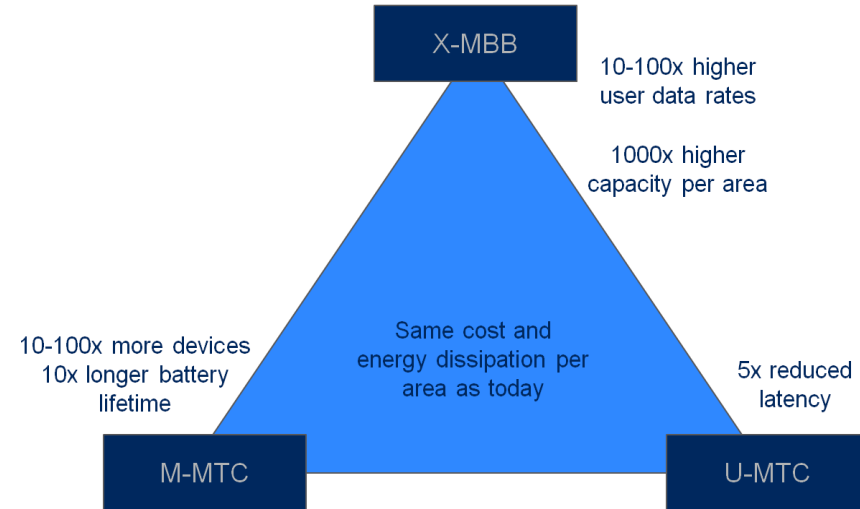 X-MBB
10-100x higher
user data rates
1000x higher
capacity per area
Same cost and
energy dissipation per
area as today
10-100x more devices
10x longer battery
lifetime
5x reduced
latency
M-MTC
U-MTC